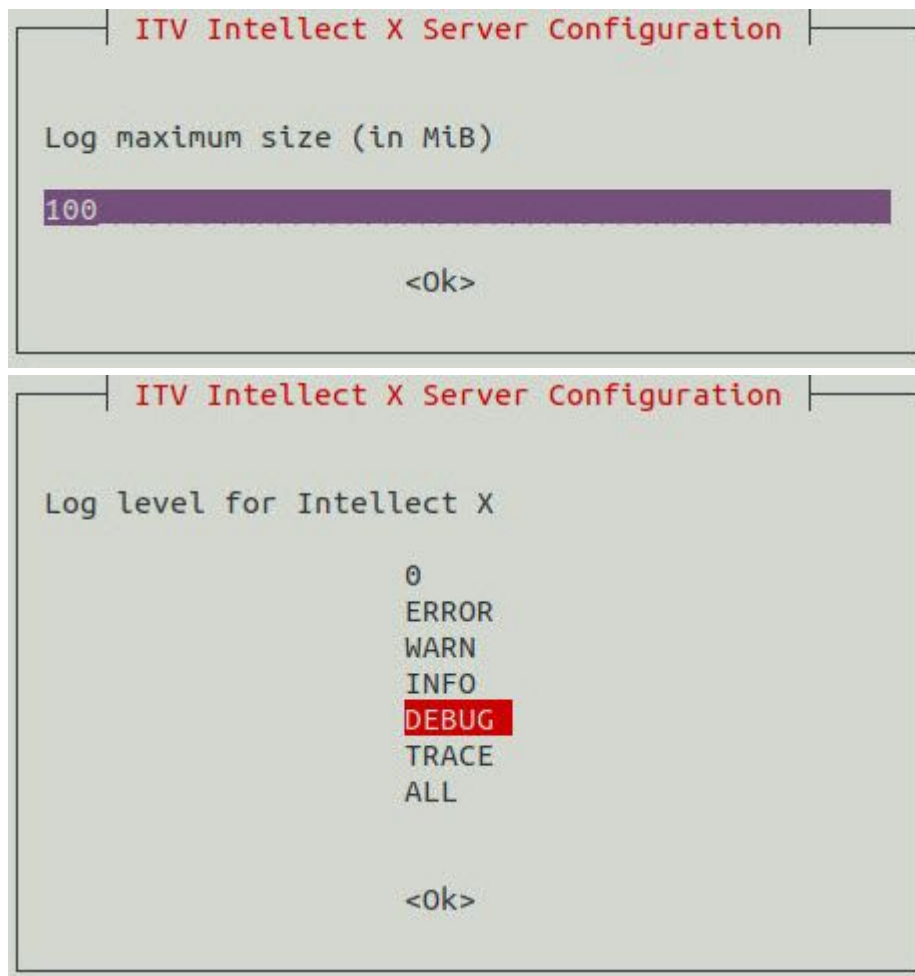 ITV Intellect X Server Configuration
Log maximum size (in MiB)
100
<Ok>
ITV Intellect X Server Configuration
Log level for Intellect X
0
ERROR
WARN
INFO
DEBUG
TRACE
ALL
<Ok>